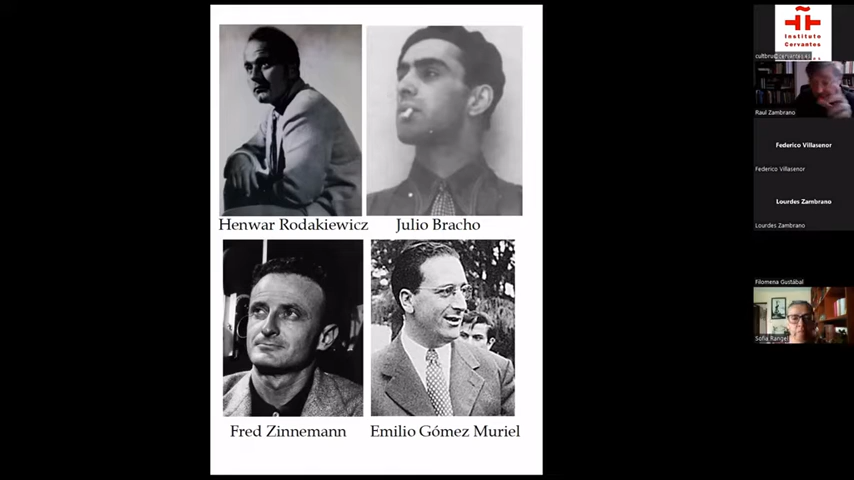 Henwar Rodakiewicz
Julio Bracho
Fred Zinnemann
Emilio Gómez Muriel
Instituto
Cervantes
Raul Zambrano
Federico Villasenor
Federico Villasenor
Lourdes Zambrano
Lourdes Zambrano
Filomena Gustábal
Sofia Rangel